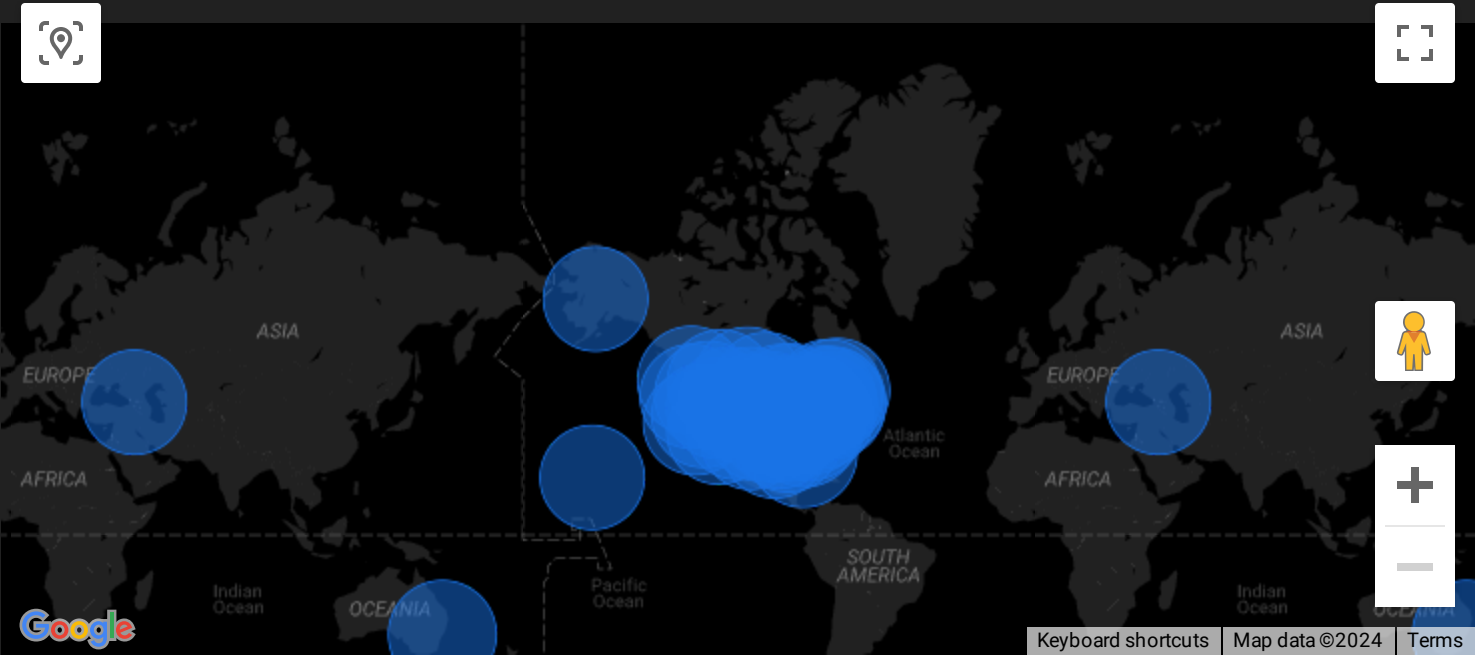 ASIA
ASIA
EUROPE
EUROPE
Atlantic
Ocean
AFRICA
AFRICA
SOUTH
AMERICA
Indian
Ocean
Pacific
Ocean
Indian
Ocean
OCEANIA
OCEANIA
Google
Keyboard shortcuts
Map data ©2024
Terms